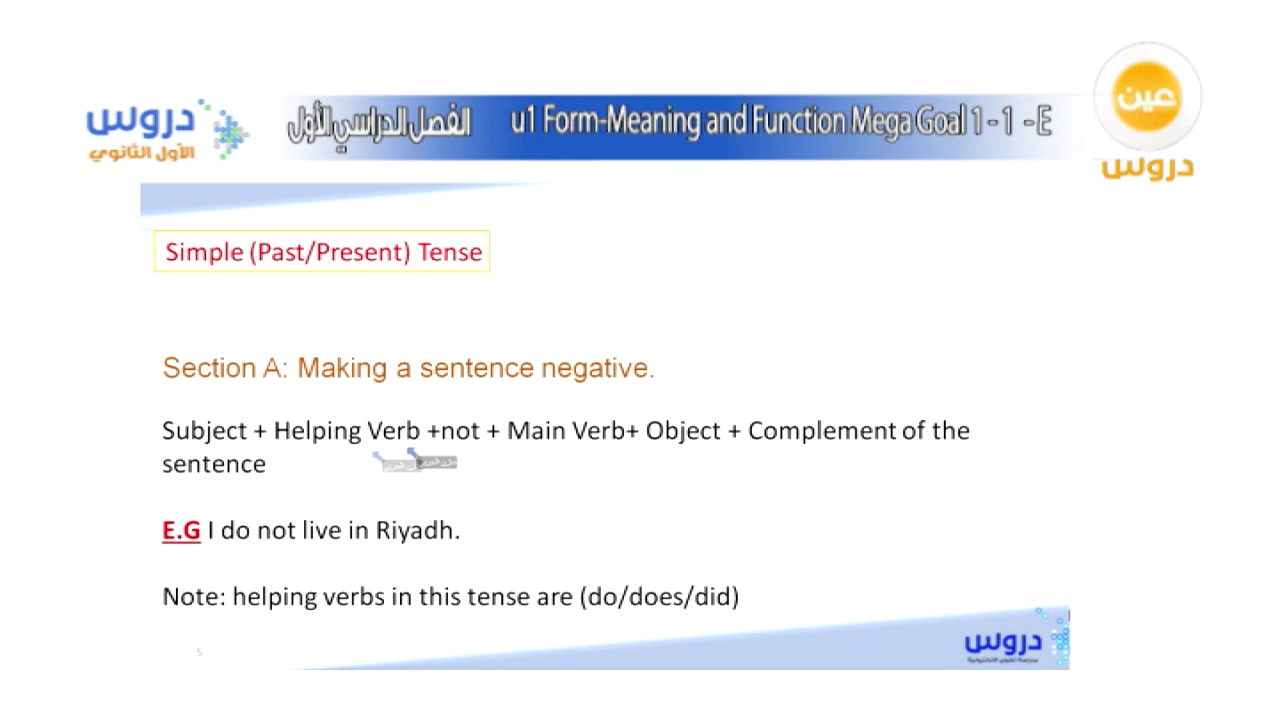 دروس
الأول الثانوي
الفصل الدراسي الأول
u1 Form-Meaning and Function Mega Goal 1 - 1 - E
عين
دروس
Simple (Past/Present) Tense
Section A: Making a sentence negative.
Subject + Helping Verb +not + Main Verb+ Object + Complement of the
sentence
E.G I do not live in Riyadh.
Note: helping verbs in this tense are (do/does/did)
5
دروس